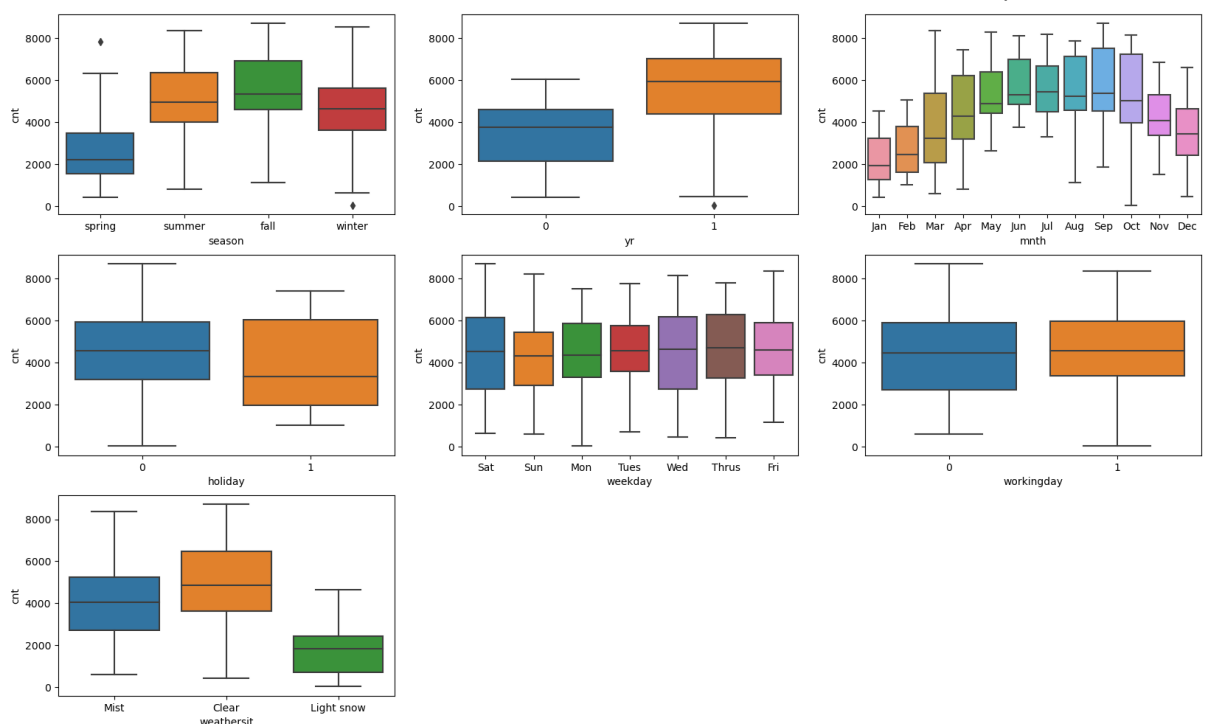 cnt
8000
6000
4000
2000
0
spring summer fall winter
season
cnt
8000
6000
4000
2000
0
0 1
yr
cnt
8000
6000
4000
2000
0
Jan Feb Mar Apr May Jun Jul Aug Sep Oct Nov Dec
mnth
cnt
8000
6000
4000
2000
0
0 1
holiday
cnt
8000
6000
4000
2000
0
Sat Sun Mon Tues Wed Thrus Fri
weekday
cnt
8000
6000
4000
2000
0
0 1
workingday
cnt
8000
6000
4000
2000
0
Mist Clear Light snow
weathersit